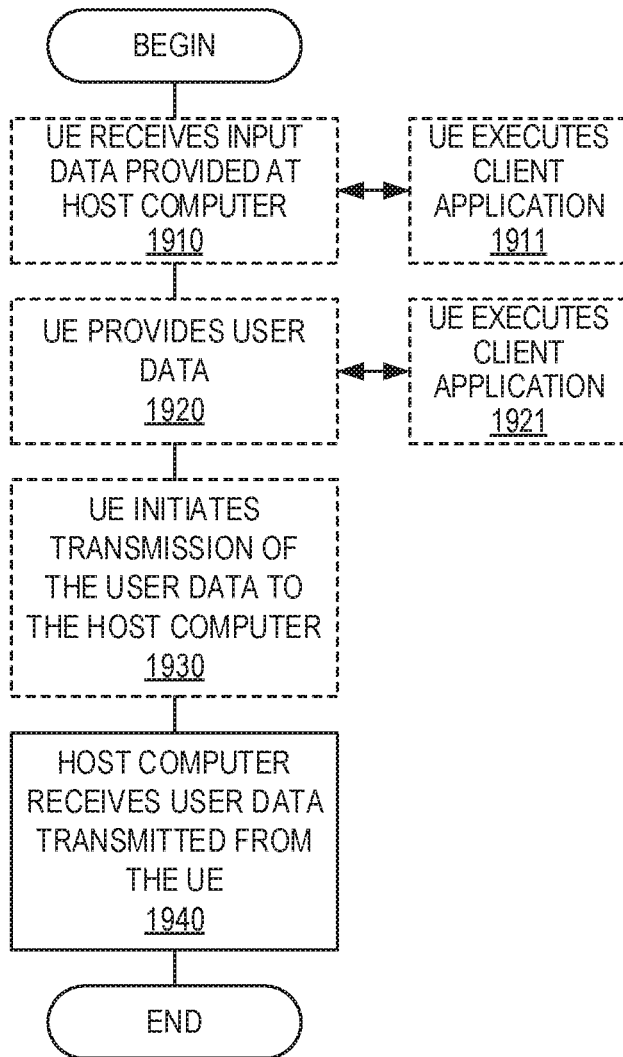 BEGIN
UE RECEIVES INPUT
DATA PROVIDED AT
HOST COMPUTER
1910
UE EXECUTES
CLIENT
APPLICATION
1911
UE PROVIDES USER
DATA
1920
UE EXECUTES
CLIENT
APPLICATION
1921
UE INITIATES
TRANSMISSION OF
THE USER DATA TO
THE HOST COMPUTER
1930
HOST COMPUTER
RECEIVES USER DATA
TRANSMITTED FROM
THE UE
1940
END